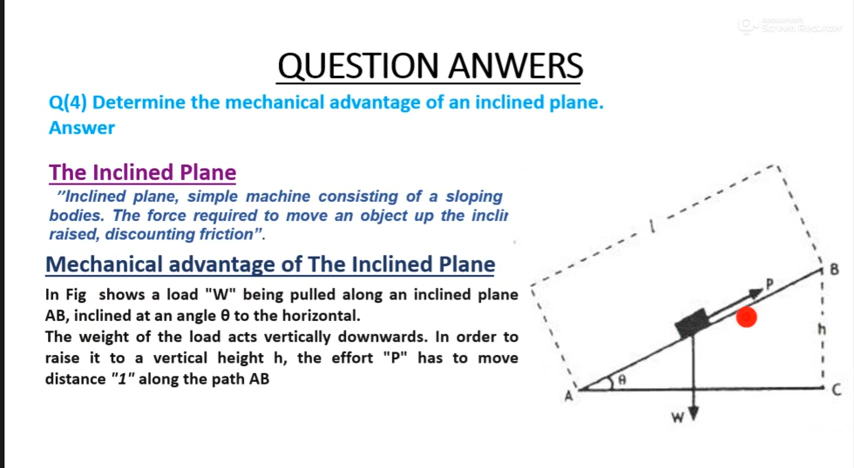 QUESTION ANWERS
Q(4) Determine the mechanical advantage of an inclined plane.
Answer
The Inclined Plane
"Inclined plane, simple machine consisting of a sloping
bodies. The force required to move an object up the
raised, discounting friction".
Mechanical advantage of The Inclined Plane
In Fig shows a load "W" being pulled along an inclined plane
AB, inclined at an angle θ to the horizontal.
The weight of the load acts vertically downwards. In order to
raise it to a vertical height h, the effort "P" has to move
distance "1" along the path AB
l
P
B
h
θ
A
C
W